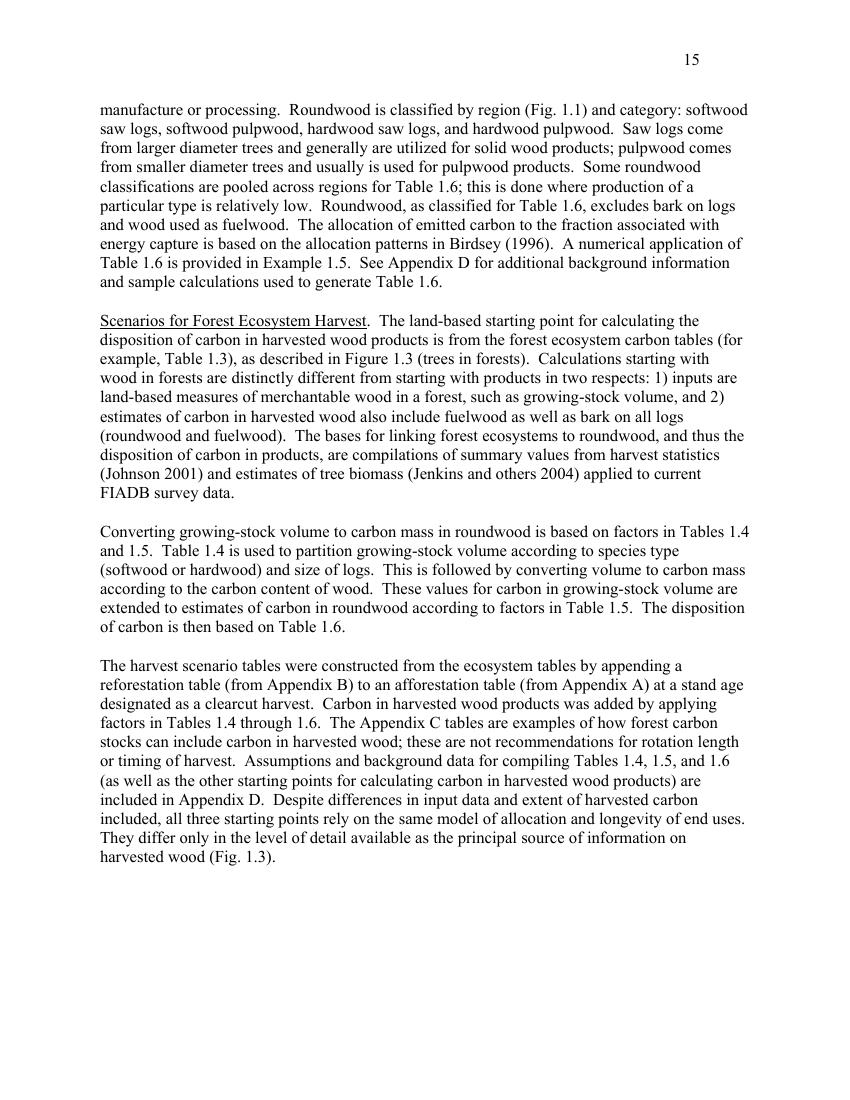 15
manufacture or processing.  Roundwood is classified by region (Fig. 1.1) and category: softwood
saw logs, softwood pulpwood, hardwood saw logs, and hardwood pulpwood.  Saw logs come
from larger diameter trees and generally are utilized for solid wood products; pulpwood comes
from smaller diameter trees and usually is used for pulpwood products.  Some roundwood
classifications are pooled across regions for Table 1.6; this is done where production of a
particular type is relatively low.  Roundwood, as classified for Table 1.6, excludes bark on logs
and wood used as fuelwood.  The allocation of emitted carbon to the fraction associated with
energy capture is based on the allocation patterns in Birdsey (1996).  A numerical application of
Table 1.6 is provided in Example 1.5.  See Appendix D for additional background information
and sample calculations used to generate Table 1.6.
Scenarios for Forest Ecosystem Harvest.  The land-based starting point for calculating the
disposition of carbon in harvested wood products is from the forest ecosystem carbon tables (for
example, Table 1.3), as described in Figure 1.3 (trees in forests).  Calculations starting with
wood in forests are distinctly different from starting with products in two respects: 1) inputs are
land-based measures of merchantable wood in a forest, such as growing-stock volume, and 2)
estimates of carbon in harvested wood also include fuelwood as well as bark on all logs
(roundwood and fuelwood).  The bases for linking forest ecosystems to roundwood, and thus the
disposition of carbon in products, are compilations of summary values from harvest statistics
(Johnson 2001) and estimates of tree biomass (Jenkins and others 2004) applied to current
FIADB survey data.
Converting growing-stock volume to carbon mass in roundwood is based on factors in Tables 1.4
and 1.5.  Table 1.4 is used to partition growing-stock volume according to species type
(softwood or hardwood) and size of logs.  This is followed by converting volume to carbon mass
according to the carbon content of wood.  These values for carbon in growing-stock volume are
extended to estimates of carbon in roundwood according to factors in Table 1.5.  The disposition
of carbon is then based on Table 1.6.
The harvest scenario tables were constructed from the ecosystem tables by appending a
reforestation table (from Appendix B) to an afforestation table (from Appendix A) at a stand age
designated as a clearcut harvest.  Carbon in harvested wood products was added by applying
factors in Tables 1.4 through 1.6.  The Appendix C tables are examples of how forest carbon
stocks can include carbon in harvested wood; these are not recommendations for rotation length
or timing of harvest.  Assumptions and background data for compiling Tables 1.4, 1.5, and 1.6
(as well as the other starting points for calculating carbon in harvested wood products) are
included in Appendix D.  Despite differences in input data and extent of harvested carbon
included, all three starting points rely on the same model of allocation and longevity of end uses.
They differ only in the level of detail available as the principal source of information on
harvested wood (Fig. 1.3).